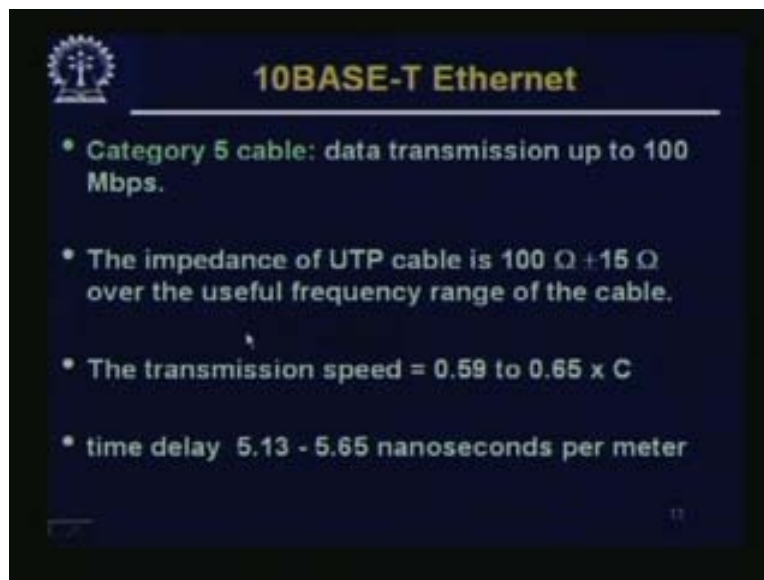 10BASE-T Ethernet
• Category 5 cable: data transmission up to 100
Mbps.
• The impedance of UTP cable is 100 Ω +15 Ω
over the useful frequency range of the cable.
• The transmission speed = 0.59 to 0.65 x C
• time delay 5.13 - 5.65 nanoseconds per meter